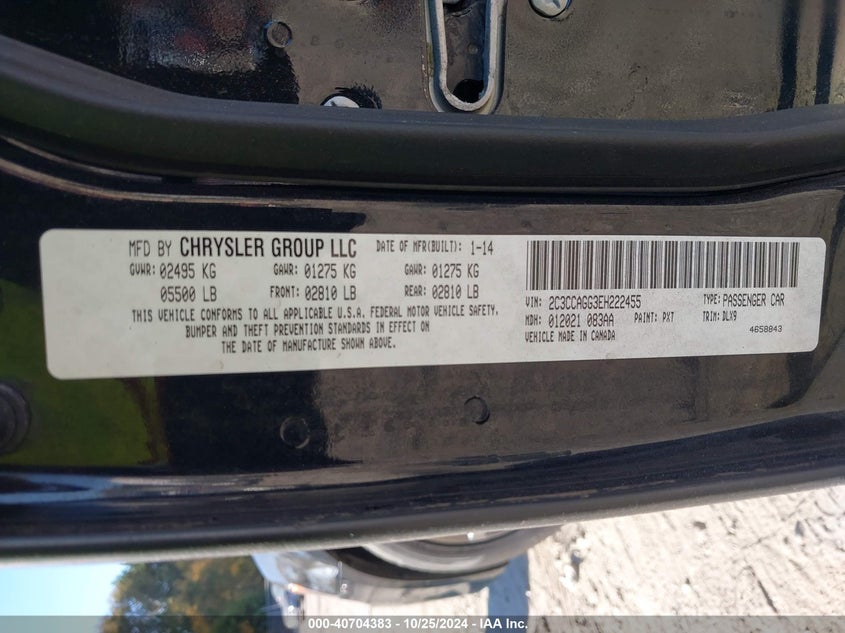 MFD BY CHRYSLER GROUP LLC DATE OF MFR(BUILT): 1-14
GVWR: 02495 KG GAWR: 01275 KG GAWR: 01275 KG
05500 LB FRONT: 02810 LB REAR: 02810 LB
THIS VEHICLE CONFORMS TO ALL APPLICABLE U.S.A. FEDERAL MOTOR VEHICLE SAFETY,
BUMPER AND THEFT PREVENTION STANDARDS IN EFFECT ON
THE DATE OF MANUFACTURE SHOWN ABOVE.
VIN: 2C3CCAGG3EH222455 TYPE: PASSENGER CAR
MDH: 012021 083AA PAINT: PXT TRIM: DLX9
VEHICLE MADE IN CANADA 4658843
000-40704383 - 10/25/2024 - IAA Inc.